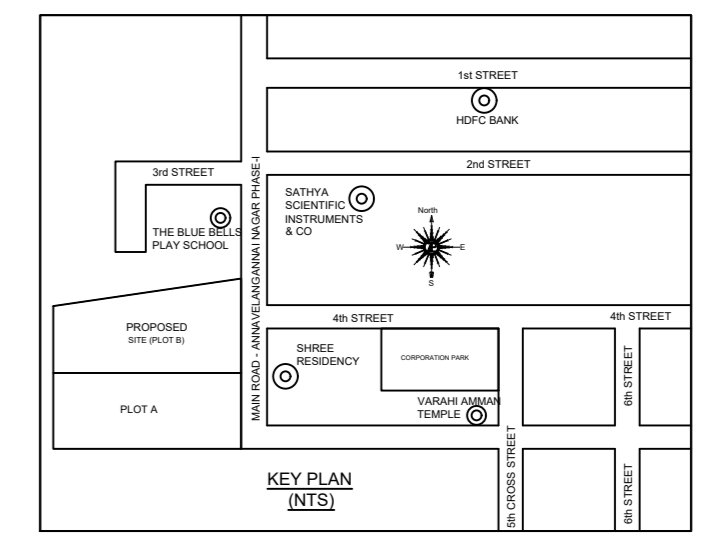 1st STREET
HDFC BANK
2nd STREET
3rd STREET
SATHYA
SCIENTIFIC
INSTRUMENTS
& CO
THE BLUE BELLS
PLAY SCHOOL
North
W
E
S
MAIN ROAD - ANNAVELANGANNAI NAGAR PHASE-I
4th STREET
4th STREET
PROPOSED
SITE (PLOT B)
SHREE
RESIDENCY
CORPORATION PARK
6th STREET
PLOT A
VARAHI AMMAN
TEMPLE
KEY PLAN
(NTS)
5th CROSS STREET
6th STREET